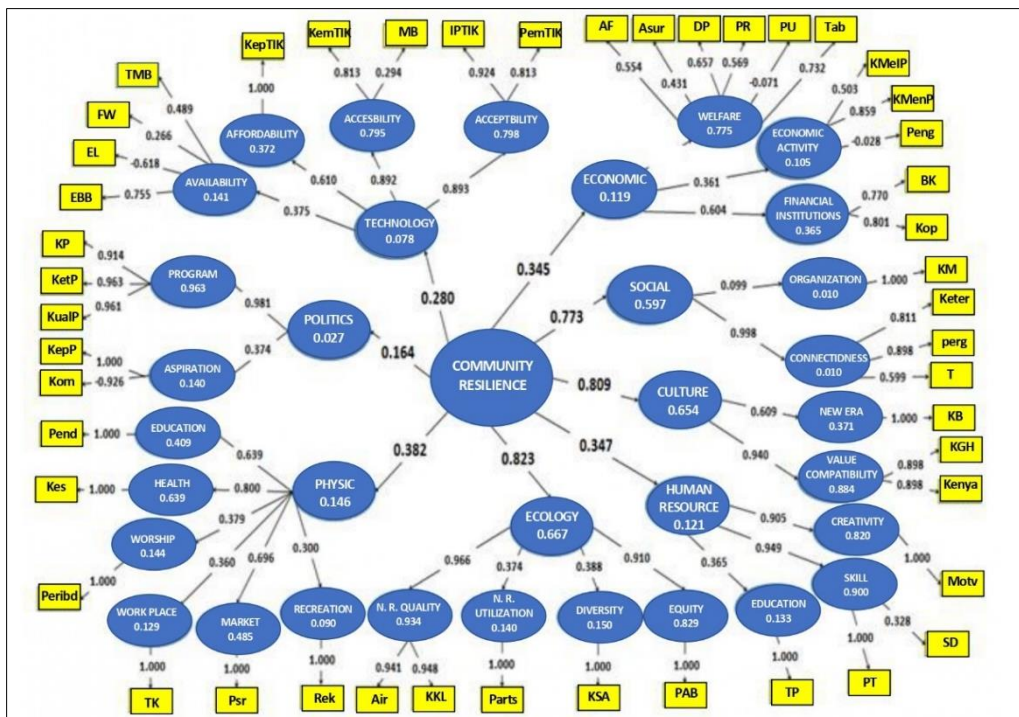 AF
Asur
DP
PR
PU
Tab
KemTIK
MB
IPTIK
PemTIK
KepTIK
TMB
FW
EL
EBB
KMelP
KMenP
Peng
BK
Kop
0.554
0.431
0.657
0.569
-0.071
0.732
0.813
0.294
0.924
0.813
1.000
0.489
0.266
-0.618
0.755
0.503
0.859
-0.028
0.770
0.801
WELFARE
0.775
ECONOMIC
ACTIVITY
0.105
FINANCIAL
INSTITUTIONS
0.365
ECONOMIC
0.119
0.361
0.604
AFFORDABILITY
0.372
ACCESBILITY
0.795
ACCEPTBILITY
0.798
AVAILABILITY
0.141
0.610
0.892
0.893
0.375
TECHNOLOGY
0.078
0.345
0.280
KP
KetP
KualP
KepP
Kom
0.914
0.963
0.961
1.000
-0.926
PROGRAM
0.963
ASPIRATION
0.140
0.981
0.374
POLITICS
0.027
0.164
COMMUNITY
RESILIENCE
0.773
SOCIAL
0.597
0.099
0.998
ORGANIZATION
0.010
1.000
KM
CONNECTIDNESS
0.010
0.811
0.898
0.599
Keter
perg
T
0.809
CULTURE
0.654
0.609
0.940
NEW ERA
0.371
1.000
KB
VALUE
COMPATIBILITY
0.884
0.898
0.898
KGH
Kenya
0.347
HUMAN
RESOURCE
0.121
0.905
0.949
0.365
CREATIVITY
0.820
1.000
Motv
SKILL
0.900
0.328
1.000
SD
PT
EDUCATION
0.133
1.000
TP
0.823
ECOLOGY
0.667
0.966
0.374
0.388
0.910
N. R. QUALITY
0.934
N. R.
UTILIZATION
0.140
DIVERSITY
0.150
EQUITY
0.829
0.941
0.948
1.000
1.000
1.000
Air
KKL
Parts
KSA
PAB
0.382
PHYSIC
0.146
0.639
0.800
0.379
0.360
0.696
0.300
EDUCATION
0.409
HEALTH
0.639
WORSHIP
0.144
WORK PLACE
0.129
MARKET
0.485
RECREATION
0.090
1.000
1.000
1.000
1.000
1.000
1.000
Pend
Kes
Peribd
TK
Psr
Rek